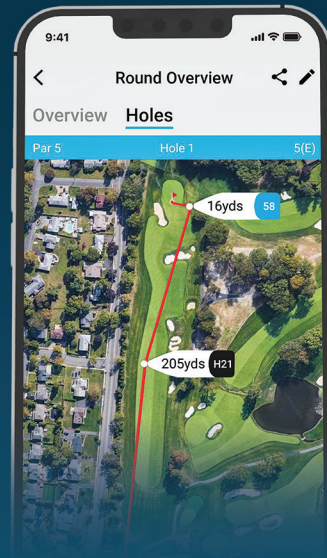 9:41
Round Overview
Overview Holes
Par 5 Hole 1 5(E)
16yds 58
205yds H21